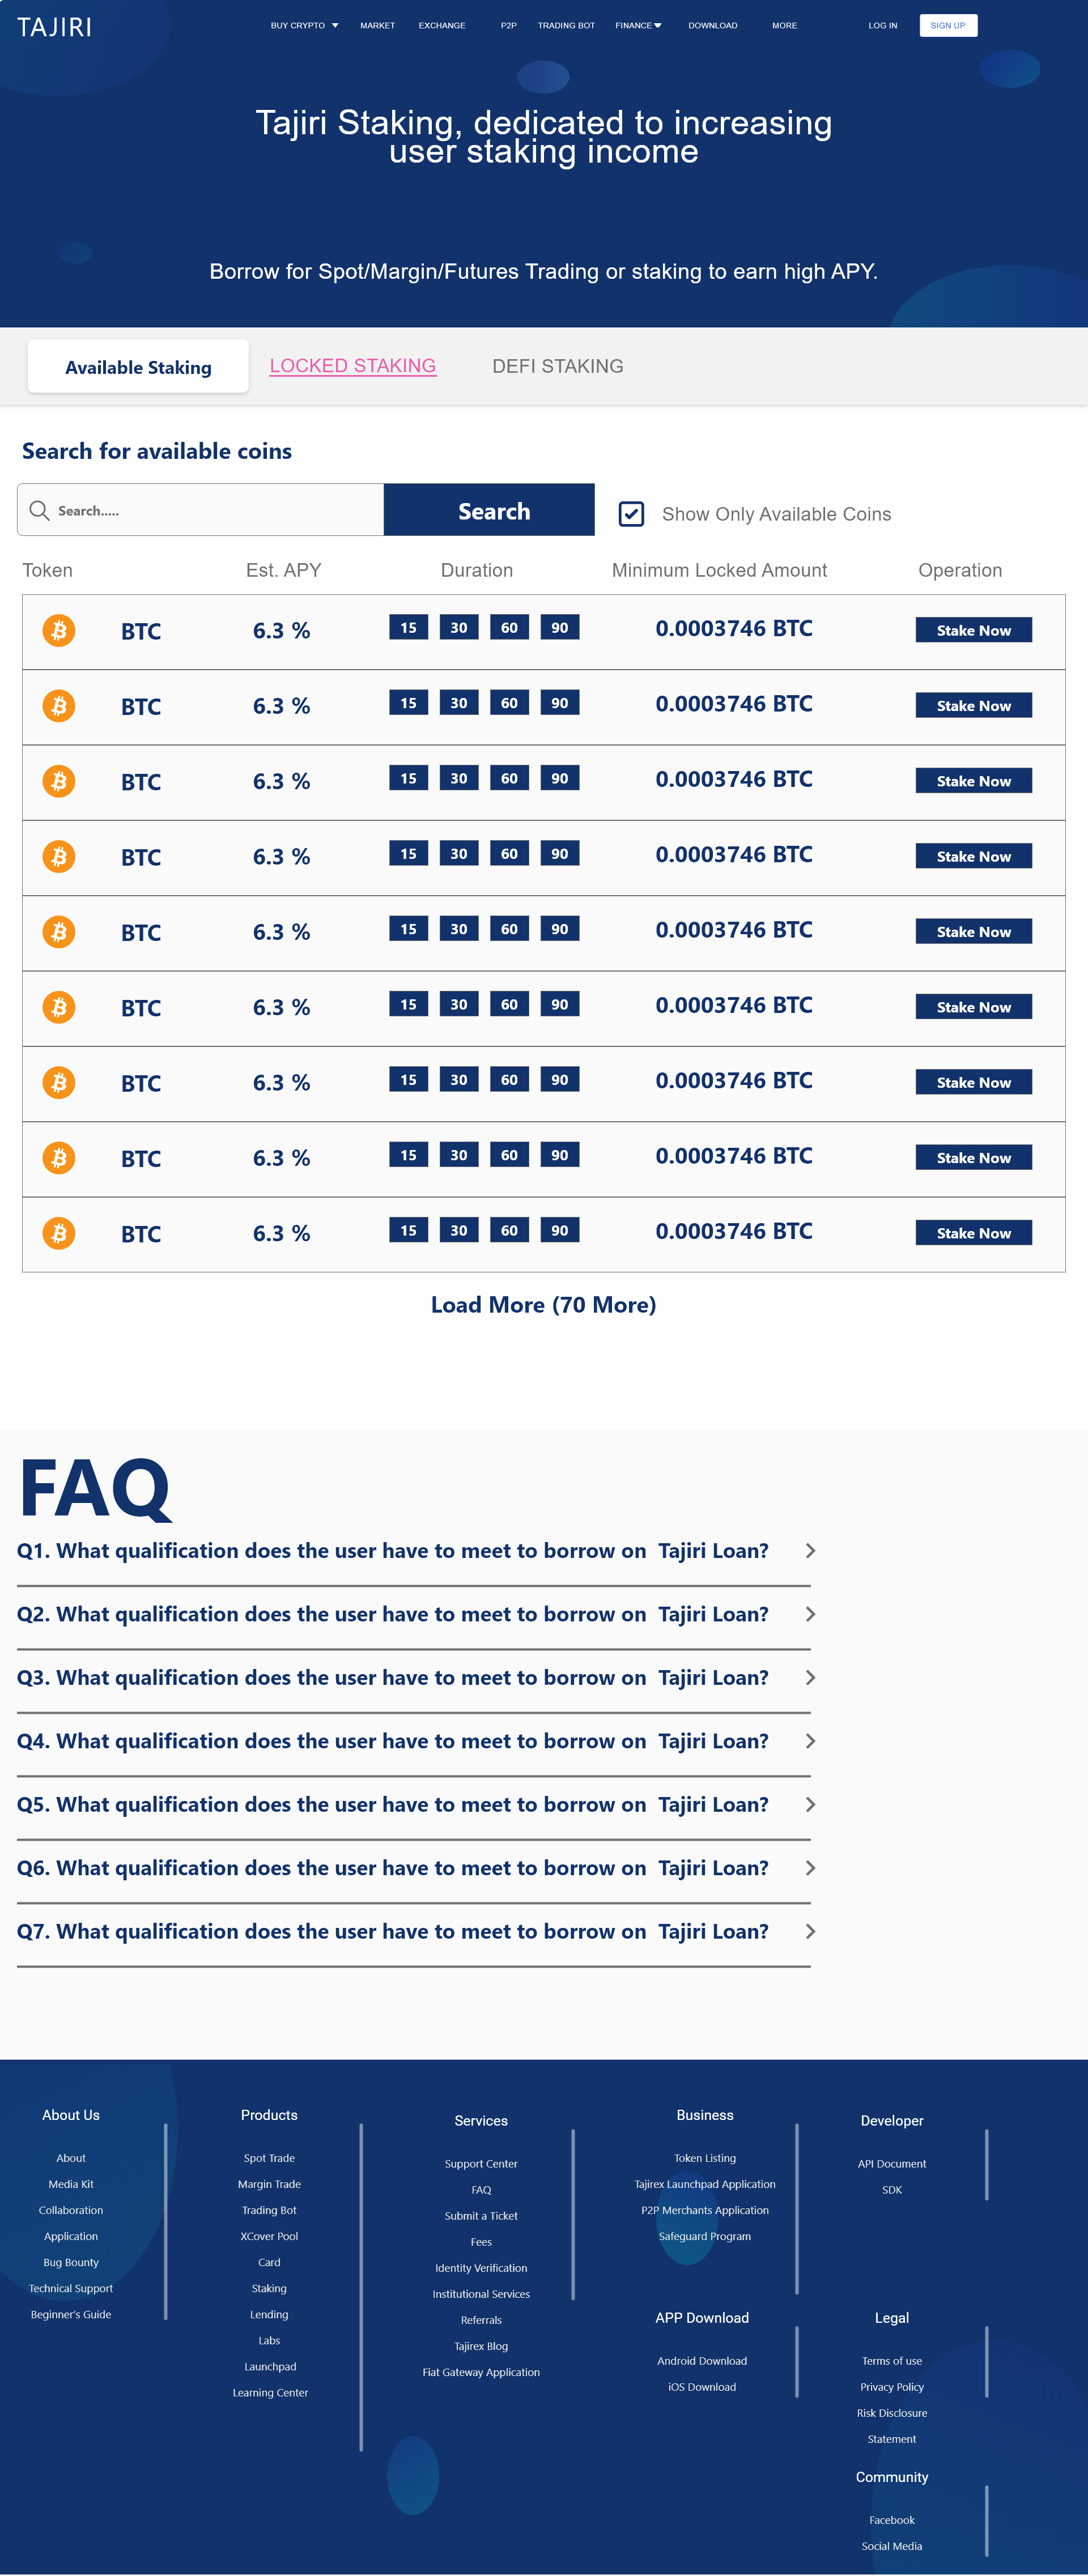 TAJIRI
BUY CRYPTO MARKET EXCHANGE P2P TRADING BOT FINANCE DOWNLOAD MORE LOG IN SIGN UP
Tajiri Staking, dedicated to increasing
user staking income
Borrow for Spot/Margin/Futures Trading or staking to earn high APY.
Available Staking LOCKED STAKING DEFI STAKING
Search for available coins
Search..... Search Show Only Available Coins
Token Est. APY Duration Minimum Locked Amount Operation
BTC 6.3 % 15 30 60 90 0.0003746 BTC Stake Now
BTC 6.3 % 15 30 60 90 0.0003746 BTC Stake Now
BTC 6.3 % 15 30 60 90 0.0003746 BTC Stake Now
BTC 6.3 % 15 30 60 90 0.0003746 BTC Stake Now
BTC 6.3 % 15 30 60 90 0.0003746 BTC Stake Now
BTC 6.3 % 15 30 60 90 0.0003746 BTC Stake Now
BTC 6.3 % 15 30 60 90 0.0003746 BTC Stake Now
BTC 6.3 % 15 30 60 90 0.0003746 BTC Stake Now
BTC 6.3 % 15 30 60 90 0.0003746 BTC Stake Now
Load More (70 More)
FAQ
Q1. What qualification does the user have to meet to borrow on Tajiri Loan?
Q2. What qualification does the user have to meet to borrow on Tajiri Loan?
Q3. What qualification does the user have to meet to borrow on Tajiri Loan?
Q4. What qualification does the user have to meet to borrow on Tajiri Loan?
Q5. What qualification does the user have to meet to borrow on Tajiri Loan?
Q6. What qualification does the user have to meet to borrow on Tajiri Loan?
Q7. What qualification does the user have to meet to borrow on Tajiri Loan?
About Us
About
Media Kit
Collaboration
Application
Bug Bounty
Technical Support
Beginner's Guide
Products
Spot Trade
Margin Trade
Trading Bot
XCover Pool
Card
Staking
Lending
Labs
Launchpad
Learning Center
Services
Support Center
FAQ
Submit a Ticket
Fees
Identity Verification
Institutional Services
Referrals
Tajirex Blog
Fiat Gateway Application
Business
Token Listing
Tajirex Launchpad Application
P2P Merchants Application
Safeguard Program
APP Download
Android Download
iOS Download
Developer
API Document
SDK
Legal
Terms of use
Privacy Policy
Risk Disclosure
Statement
Community
Facebook
Social Media